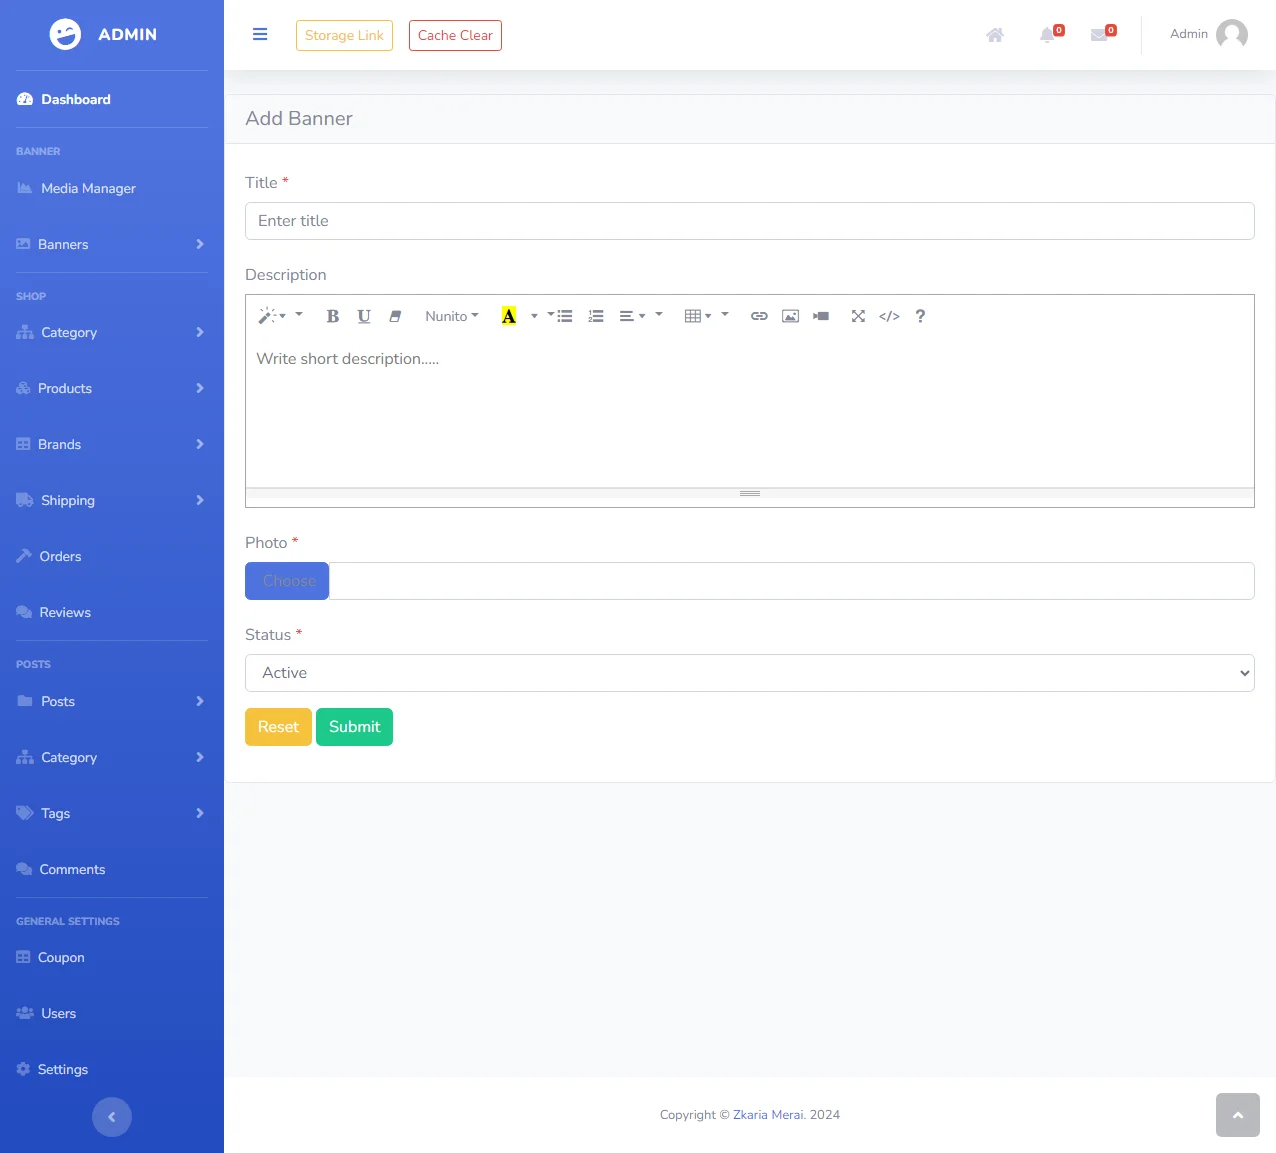 ADMIN
Storage Link
Cache Clear
0
0
Admin
Dashboard
BANNER
Media Manager
Banners
SHOP
Category
Products
Brands
Shipping
Orders
Reviews
POSTS
Posts
Category
Tags
Comments
GENERAL SETTINGS
Coupon
Users
Settings
Add Banner
Title *
Enter title
Description
B U Nunito A </> ?
Write short description.....
Photo *
Choose
Status *
Active
Reset Submit
Copyright © Zkaria Merai. 2024